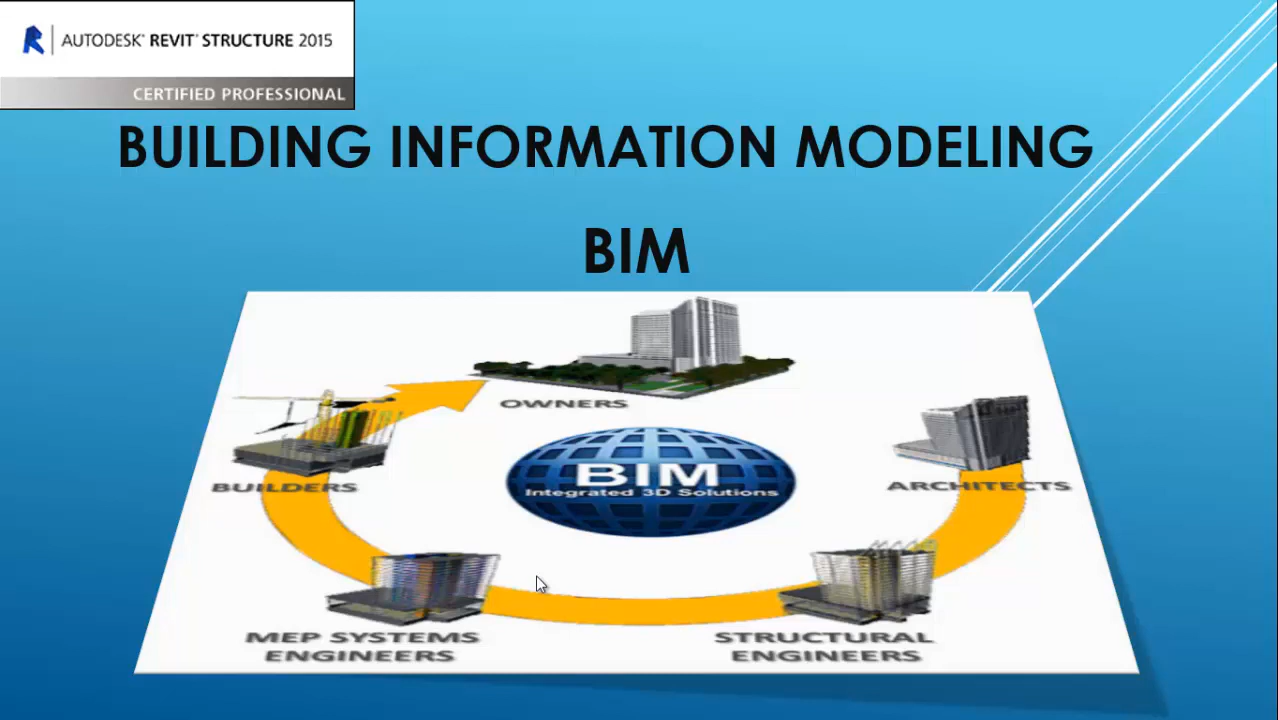 AUTODESK® REVIT® STRUCTURE 2015
CERTIFIED PROFESSIONAL
BUILDING INFORMATION MODELING
BIM
OWNERS
BUILDERS
ARCHITECTS
BIM
Integrated 3D Solutions
MEP SYSTEMS
ENGINEERS
STRUCTURAL
ENGINEERS